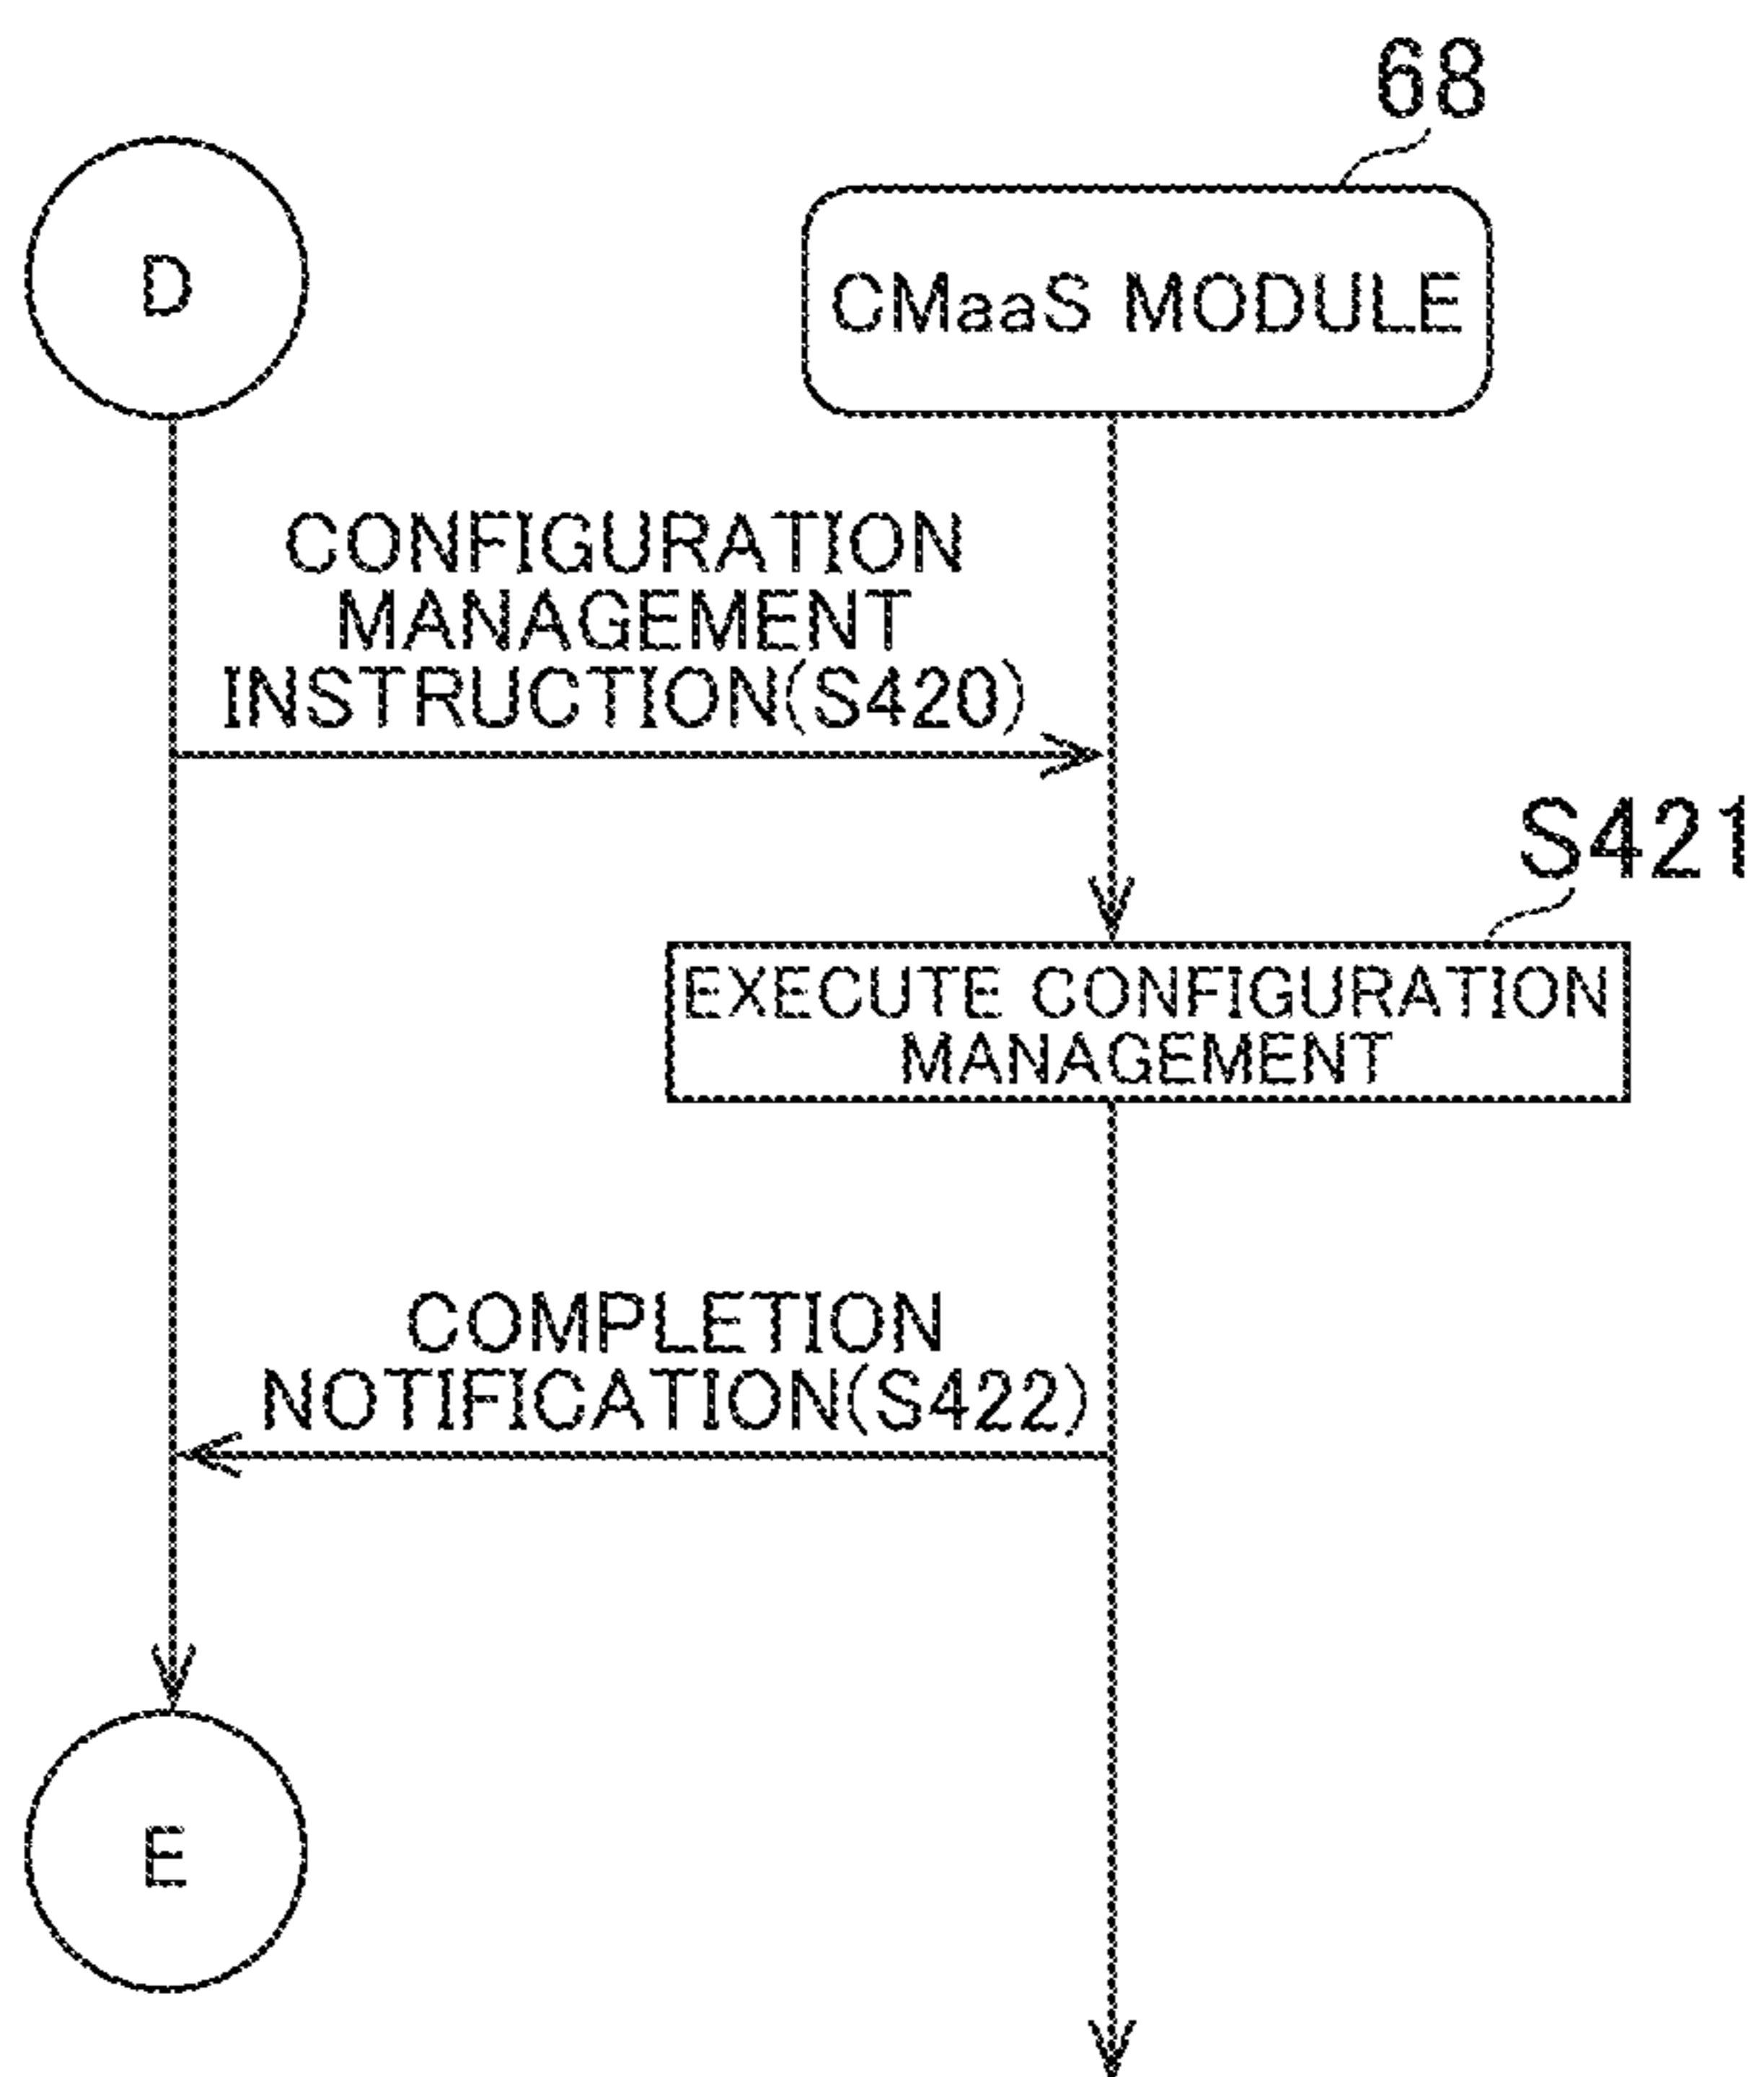 68
D
CMaaS MODULE
CONFIGURATION
MANAGEMENT
INSTRUCTION(S420)
S421
EXECUTE CONFIGURATION
MANAGEMENT
COMPLETION
NOTIFICATION(S422)
E